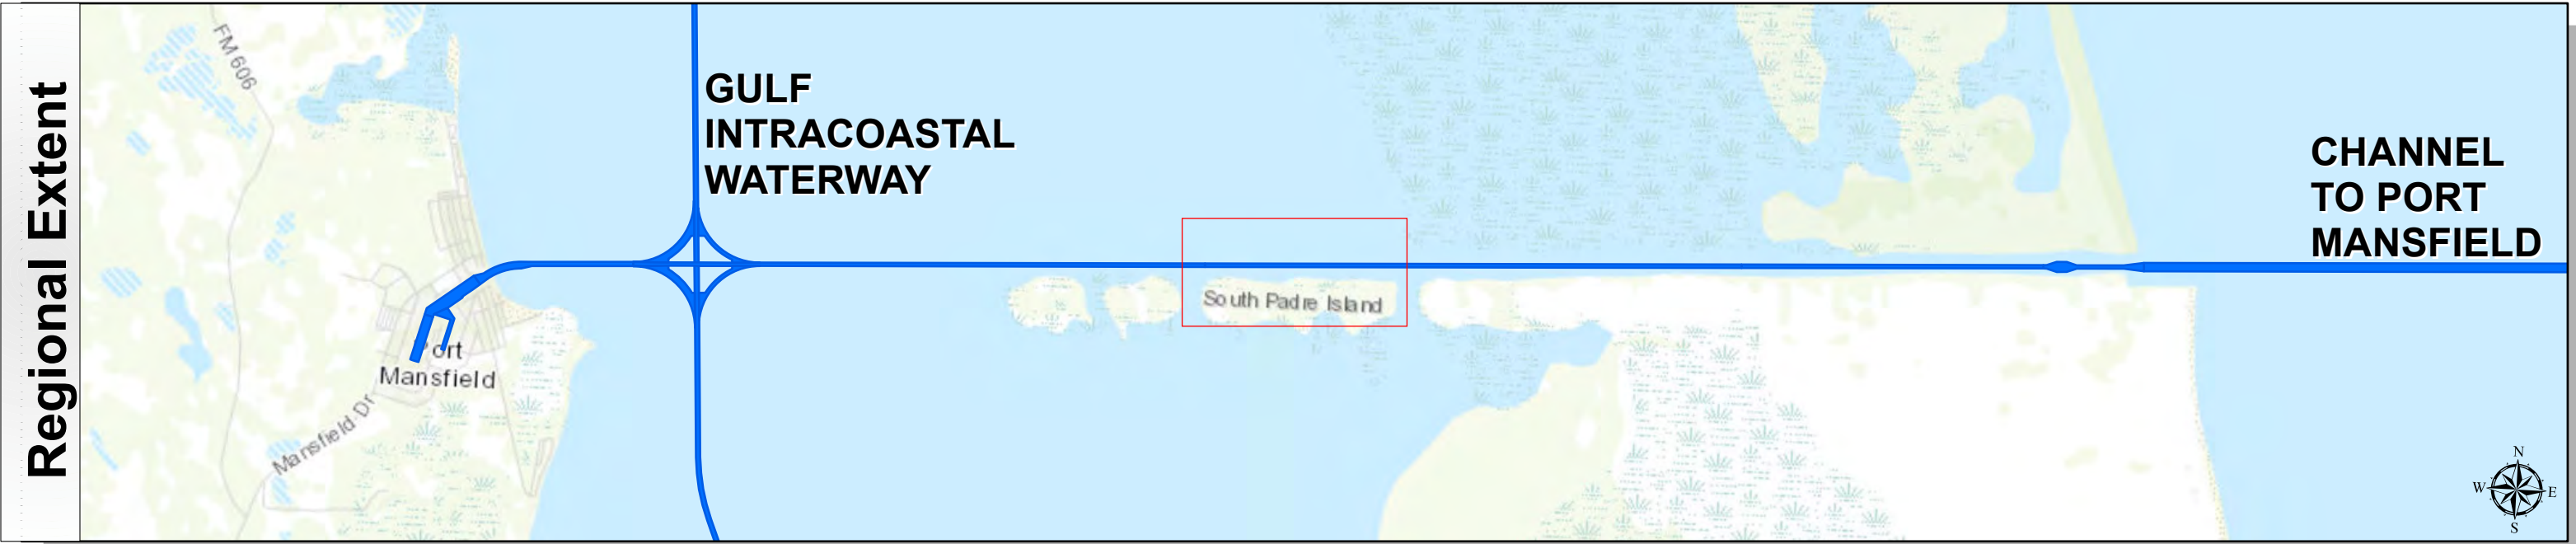 Regional Extent
FM 606
GULF
INTRACOASTAL
WATERWAY
CHANNEL
TO PORT
MANSFIELD
South Padre Island
Port
Mansfield
Mansfield Dr
N
W E
S